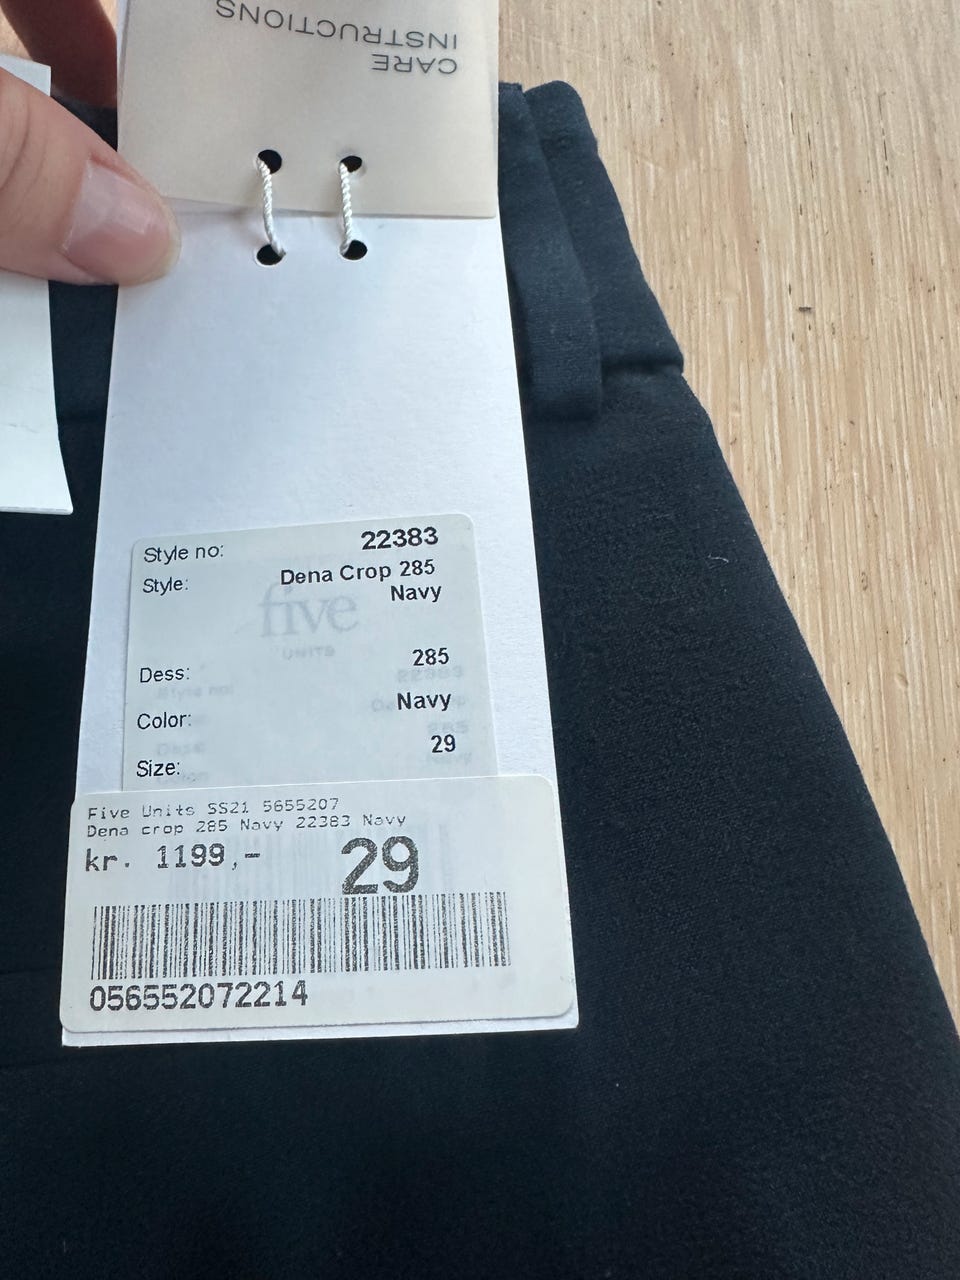 CARE
INSTRUCTIONS
Style no: 22383
Style: Dena Crop 285
Navy
five
UNITS
Dess: 285
Color: Navy
Size: 29
Five Units SS21 5655207
Dena crop 285 Navy 22383 Navy
kr. 1199,- 29
056552072214